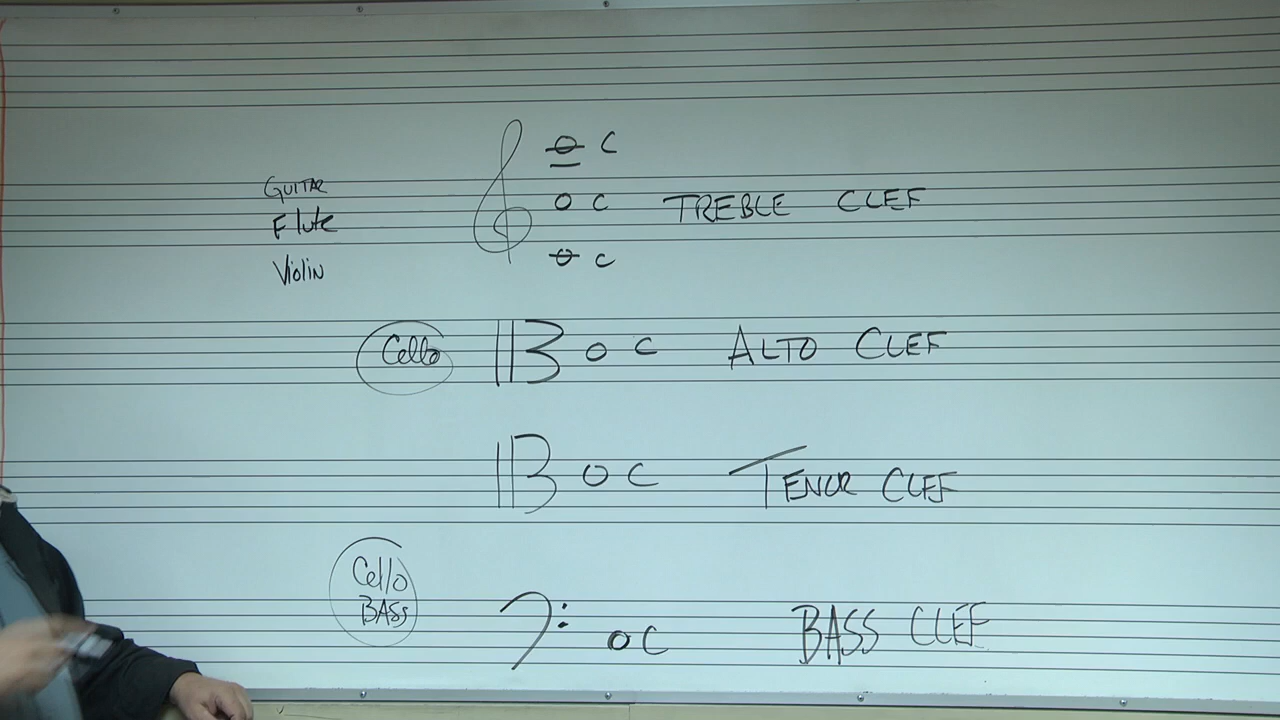 C
GUITAR
C TREBLE CLEF
Flute
C
Violin
Cello C ALTO CLEF
C TENOR CLEF
Cello
BASS
C BASS CLEF